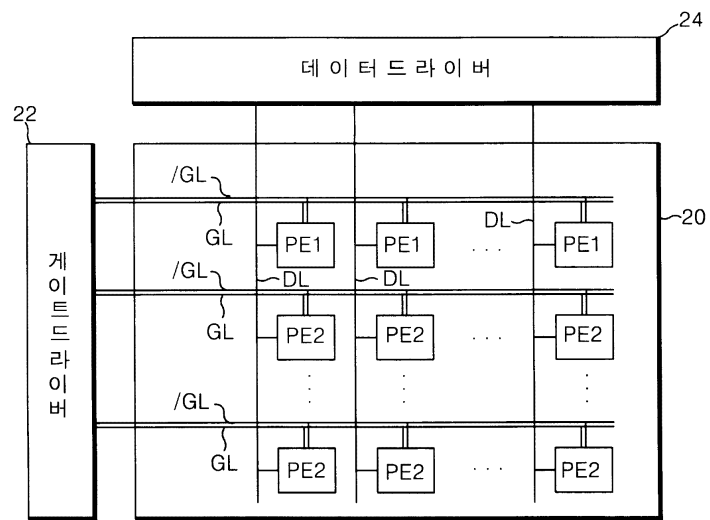 24
데이터드라이버
22
/GL
GL
PE1 PE1 . . . DL PE1
20
DL DL
/GL
GL
PE2 PE2 . . . PE2
/GL
GL
PE2 PE2 . . . PE2
게이트드라이버